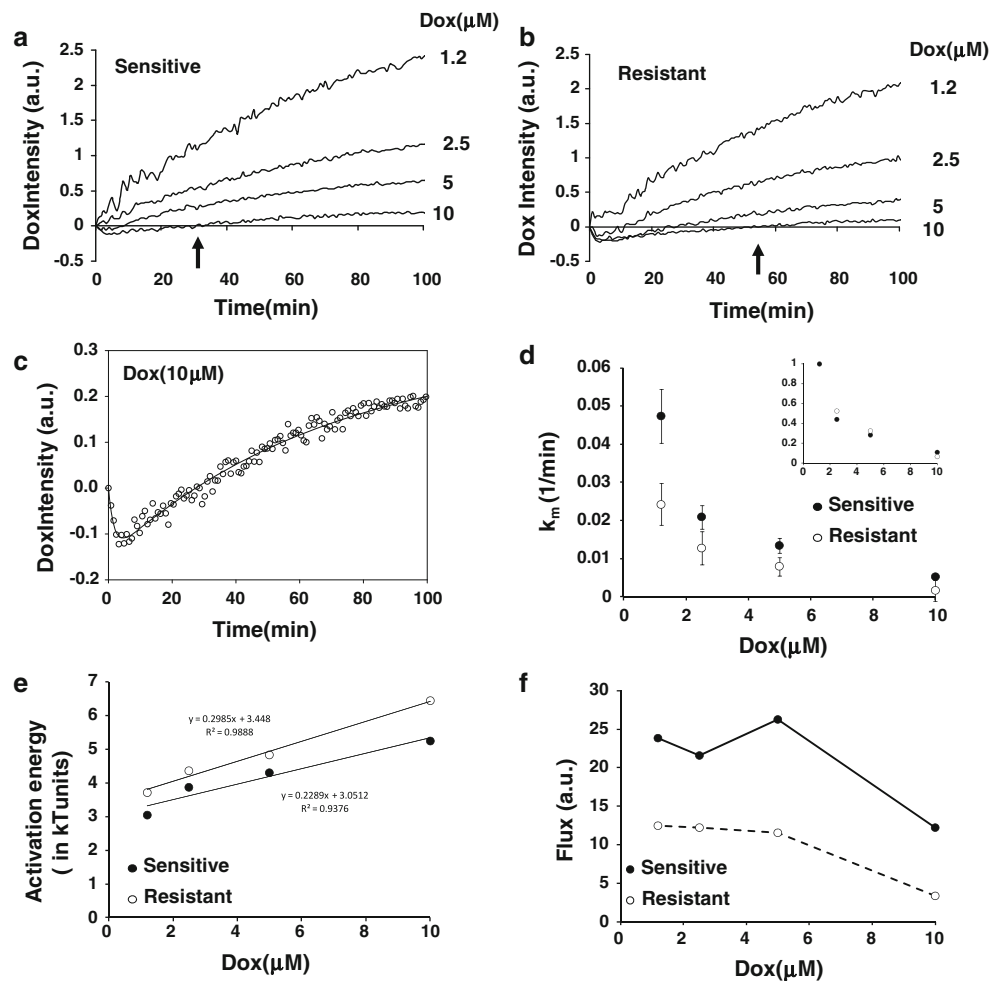 a
Dox(μM)
Sensitive
DoxIntensity (a.u.)
2.5
2
1.5
1
0.5
0
-0.5
1.2
2.5
5
10
0 20 40 60 80 100
Time(min)
b
Dox(μM)
Resistant
Dox Intensity (a.u.)
2.5
2
1.5
1
0.5
0
-0.5
1.2
2.5
5
10
0 20 40 60 80 100
Time(min)
c
Dox(10μM)
DoxIntensity (a.u.)
0.3
0.2
0.1
0.0
-0.1
-0.2
0 20 40 60 80 100
Time(min)
d
km (1/min)
0.06
0.05
0.04
0.03
0.02
0.01
0
1
0.8
0.6
0.4
0.2
0
0 2 4 6 8 10
Sensitive
Resistant
0 2 4 6 8 10
Dox(μM)
e
Activation energy
( in kTunits)
7
6
5
4
3
2
1
0
y = 0.2985x + 3.448
R² = 0.9888
y = 0.2289x + 3.0512
R² = 0.9376
Sensitive
Resistant
0 2 4 6 8 10
Dox(μM)
f
Flux (a.u.)
30
25
20
15
10
5
0
Sensitive
Resistant
0 2 4 6 8 10
Dox(μM)